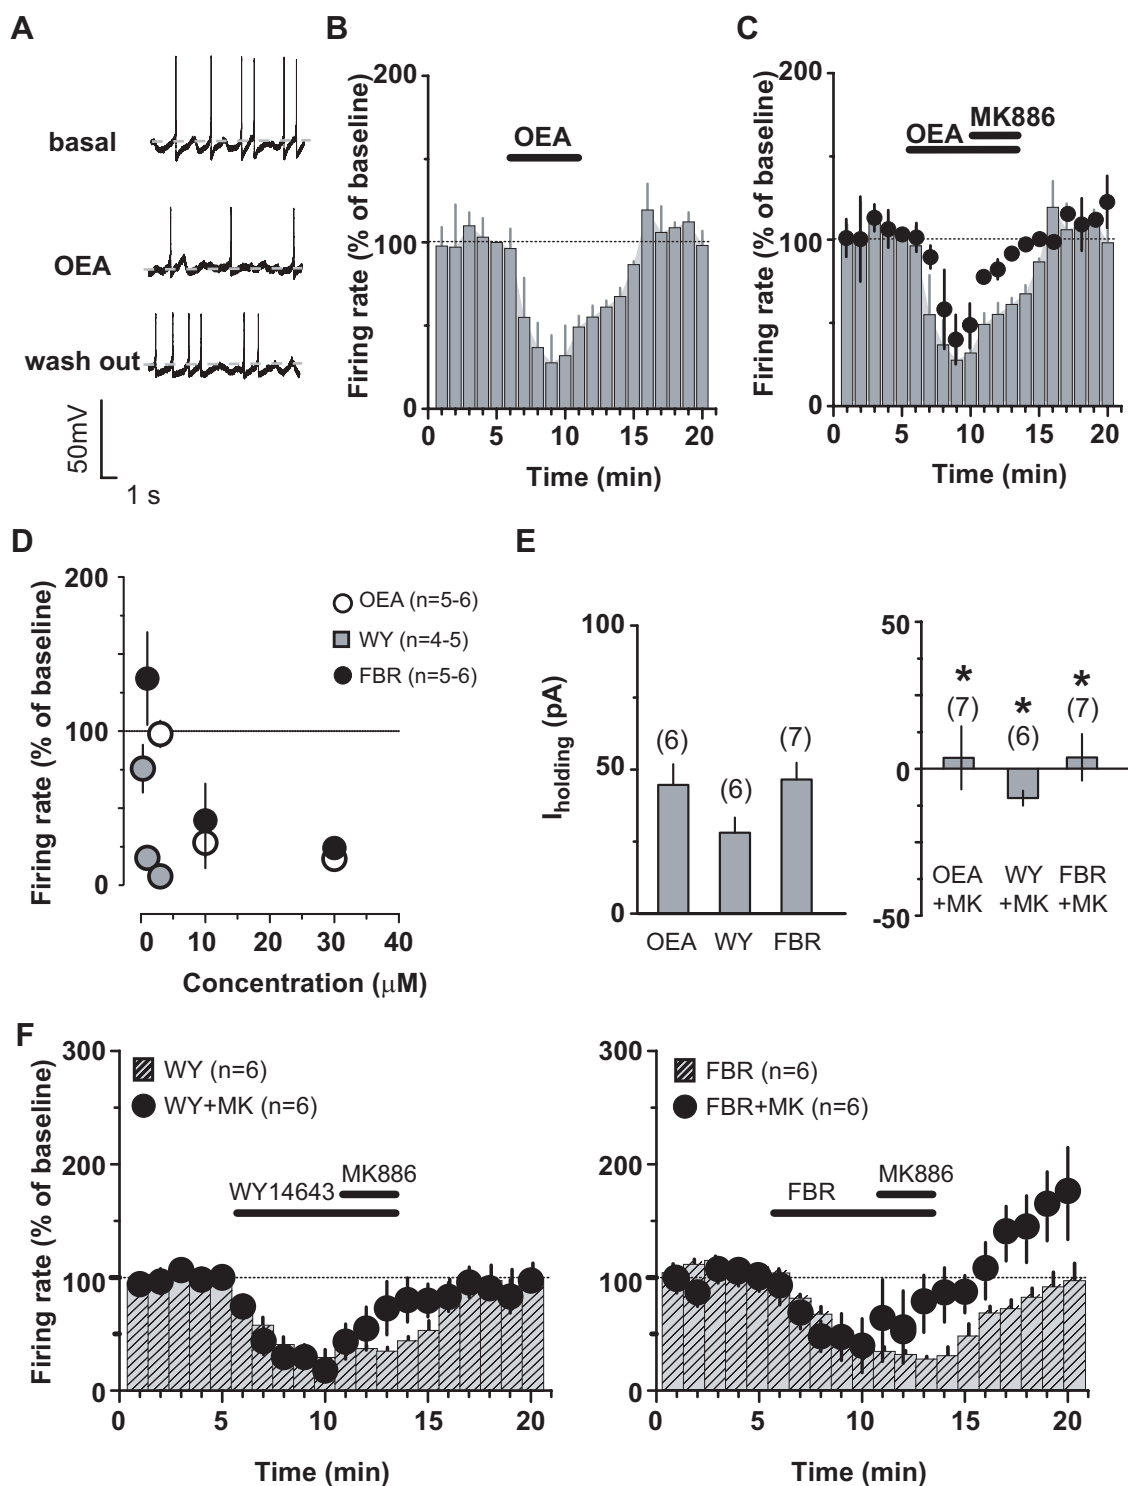 A
basal
OEA
wash out
50mV
1 s
B
Firing rate (% of baseline)
200
100
0
OEA
0 5 10 15 20
Time (min)
C
Firing rate (% of baseline)
200
100
0
MK886
OEA
0 5 10 15 20
Time (min)
D
Firing rate (% of baseline)
200
100
0
OEA (n=5-6)
WY (n=4-5)
FBR (n=5-6)
0 10 20 30 40
Concentration (μM)
E
Iholding (pA)
100
50
0
(6)
(6)
(7)
OEA WY FBR
50
0
-50
*
(7)
*
(6)
*
(7)
OEA WY FBR
+MK +MK +MK
F
Firing rate (% of baseline)
300
200
100
0
WY (n=6)
WY+MK (n=6)
MK886
WY14643
0 5 10 15 20
Time (min)
300
200
100
0
FBR (n=6)
FBR+MK (n=6)
MK886
FBR
0 5 10 15 20
Time (min)